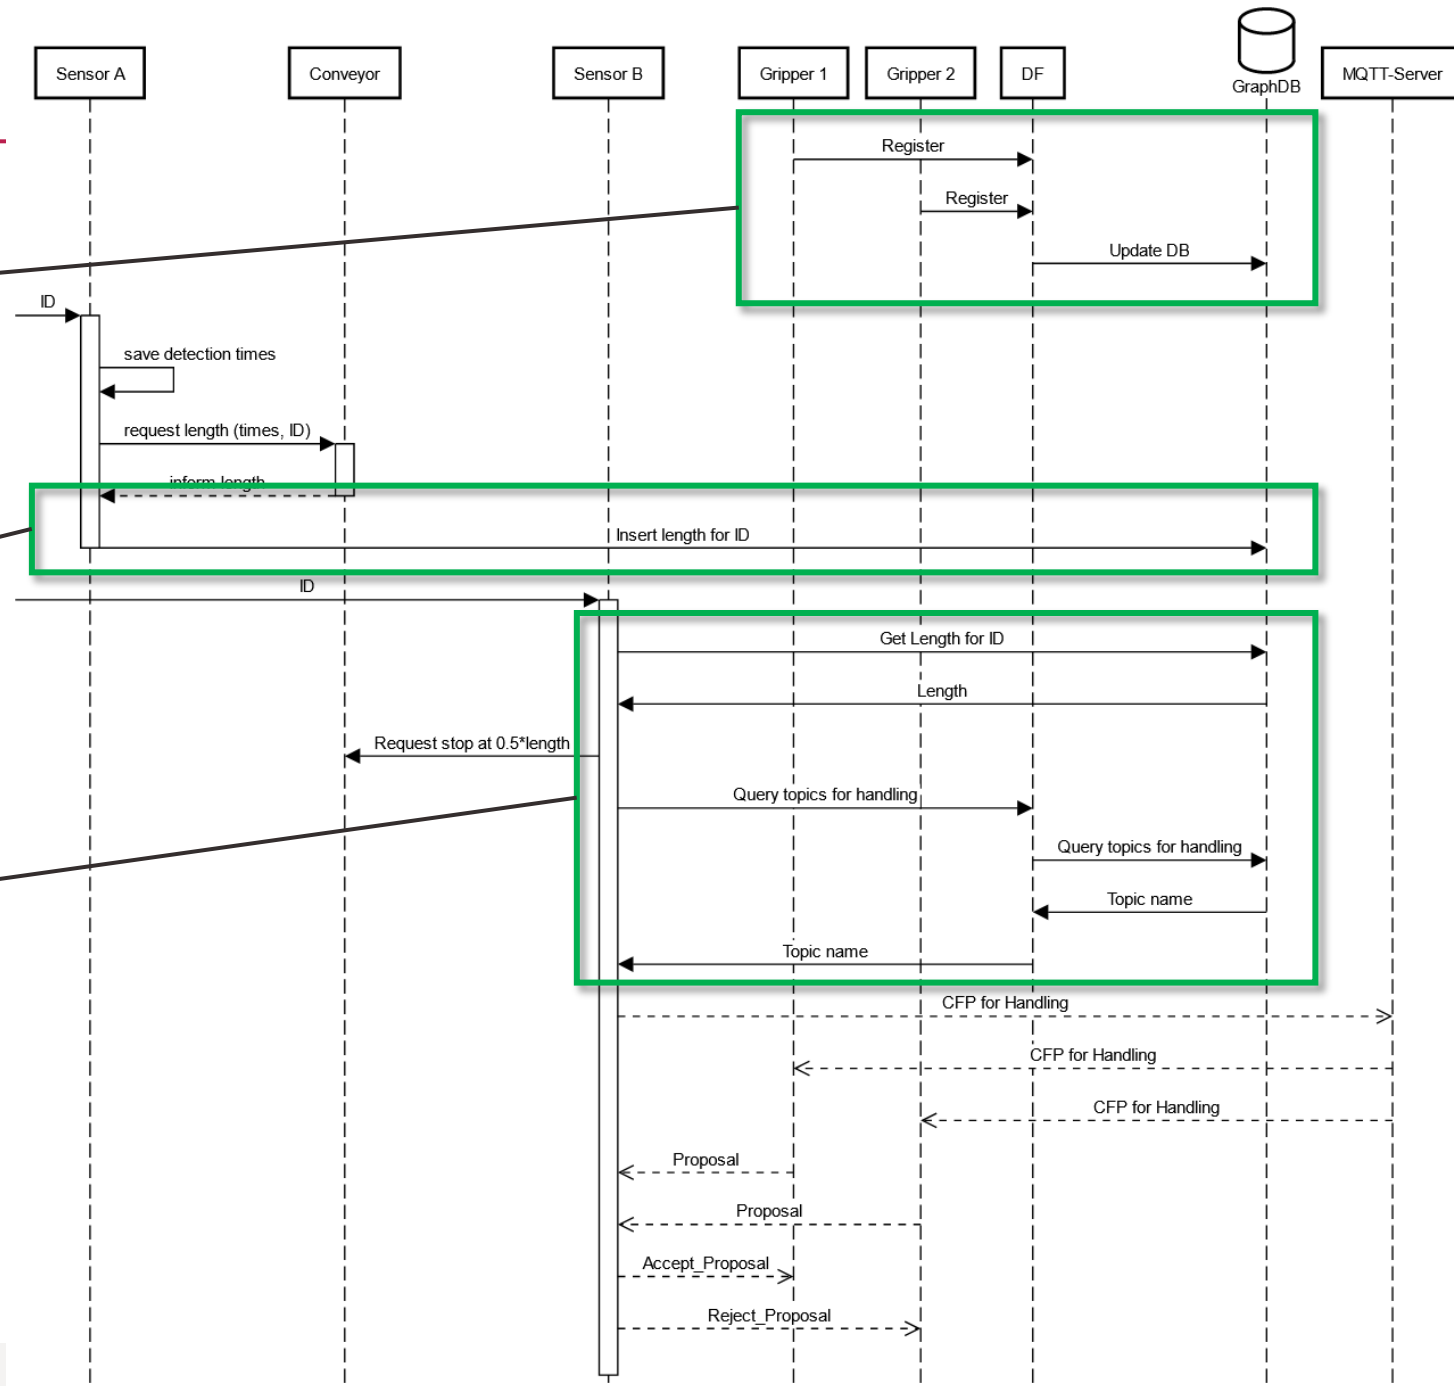 Sensor A
Conveyor
Sensor B
Gripper 1
Gripper 2
DF
GraphDB
MQTT-Server
Register
Register
Update DB
ID
save detection times
request length (times, ID)
inform length
Insert length for ID
ID
Get Length for ID
Length
Request stop at 0.5*length
Query topics for handling
Query topics for handling
Topic name
Topic name
CFP for Handling
CFP for Handling
CFP for Handling
Proposal
Proposal
Accept_Proposal
Reject_Proposal